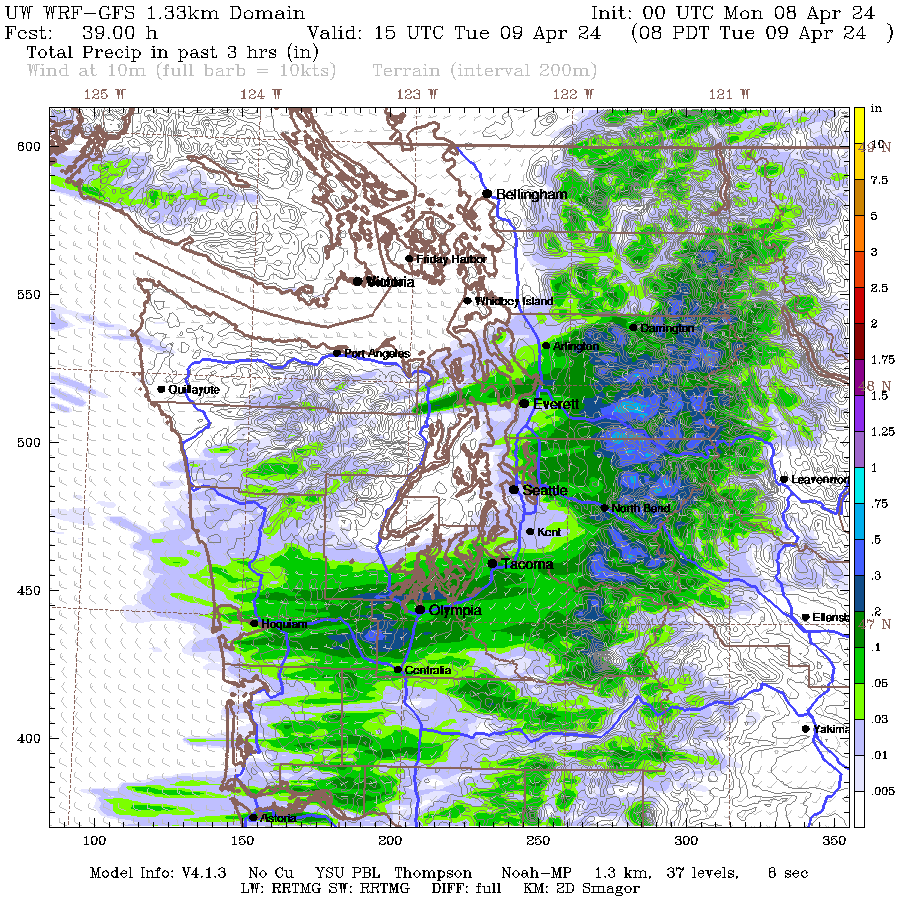 UW WRF-GFS 1.33km Domain Init: 00 UTC Mon 08 Apr 24
Fcst: 39.00 h Valid: 15 UTC Tue 09 Apr 24 (08 PDT Tue 09 Apr 24 )
Total Precip in past 3 hrs (in)
Wind at 10m (full barb = 10kts) Terrain (interval 200m)
125 W 124 W 123 W 122 W 121 W
in
600
10
Bellingham
7.5
5
Friday Harbor
3
Victoria
550
Whidbey Island
2.5
Darrington
2
Arlington
Port Angeles
1.75
48 N
Quillayute
1.5
Everett
1.25
500
1
Leavenwor
Seattle
.75
North Bend
Kent
.5
Tacoma
.3
450
Olympia
.2
Ellensb
Hoquiam
.1
Centralia
.05
.03
Yakima
400
.01
.005
Astoria
100 150 200 250 300 350
Model Info: V4.1.3 No Cu YSU PBL Thompson Noah-MP 1.3 km, 37 levels, 8 sec
LW: RRTMG SW: RRTMG DIFF: full KM: 2D Smagor